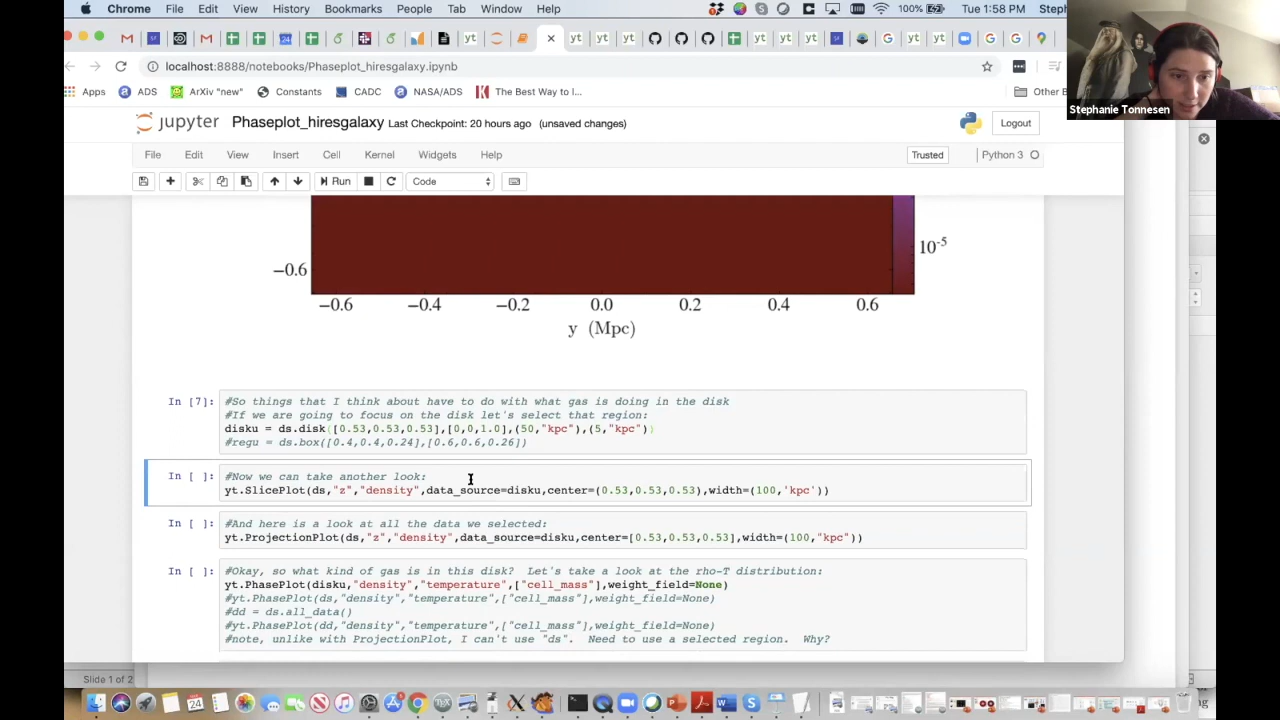 Chrome File Edit View History Bookmarks People Tab Window Help 100% Tue 1:58 PM Steph
localhost:8888/notebooks/Phaseplot_hiresgalaxy.ipynb
Apps ADS ArXiv "new" Constants CADC NASA/ADS The Best Way to I... Other B
Stephanie Tonnesen
jupyter Phaseplot_hiresgalaxy Last Checkpoint: 20 hours ago (unsaved changes) Logout
File Edit View Insert Cell Kernel Widgets Help Trusted Python 3
Run Code
10-5
−0.6
−0.6 −0.4 −0.2 0.0 0.2 0.4 0.6
y (Mpc)
In [7]: #So things that I think about have to do with what gas is doing in the disk
#If we are going to focus on the disk let's select that region:
disku = ds.disk([0.53,0.53,0.53],[0,0,1.0],(50,"kpc"),(5,"kpc"))
#regu = ds.box([0.4,0.4,0.24],[0.6,0.6,0.26])
In [ ]: #Now we can take another look:
yt.SlicePlot(ds,"z","density",data_source=disku,center=(0.53,0.53,0.53),width=(100,'kpc'))
In [ ]: #And here is a look at all the data we selected:
yt.ProjectionPlot(ds,"z","density",data_source=disku,center=[0.53,0.53,0.53],width=(100,"kpc"))
In [ ]: #Okay, so what kind of gas is in this disk? Let's take a look at the rho-T distribution:
yt.PhasePlot(disku,"density","temperature",["cell_mass"],weight_field=None)
#yt.PhasePlot(ds,"density","temperature",["cell_mass"],weight_field=None)
#dd = ds.all_data()
#yt.PhasePlot(dd,"density","temperature",["cell_mass"],weight_field=None)
#note, unlike with ProjectionPlot, I can't use "ds". Need to use a selected region. Why?
Slide 1 of 2